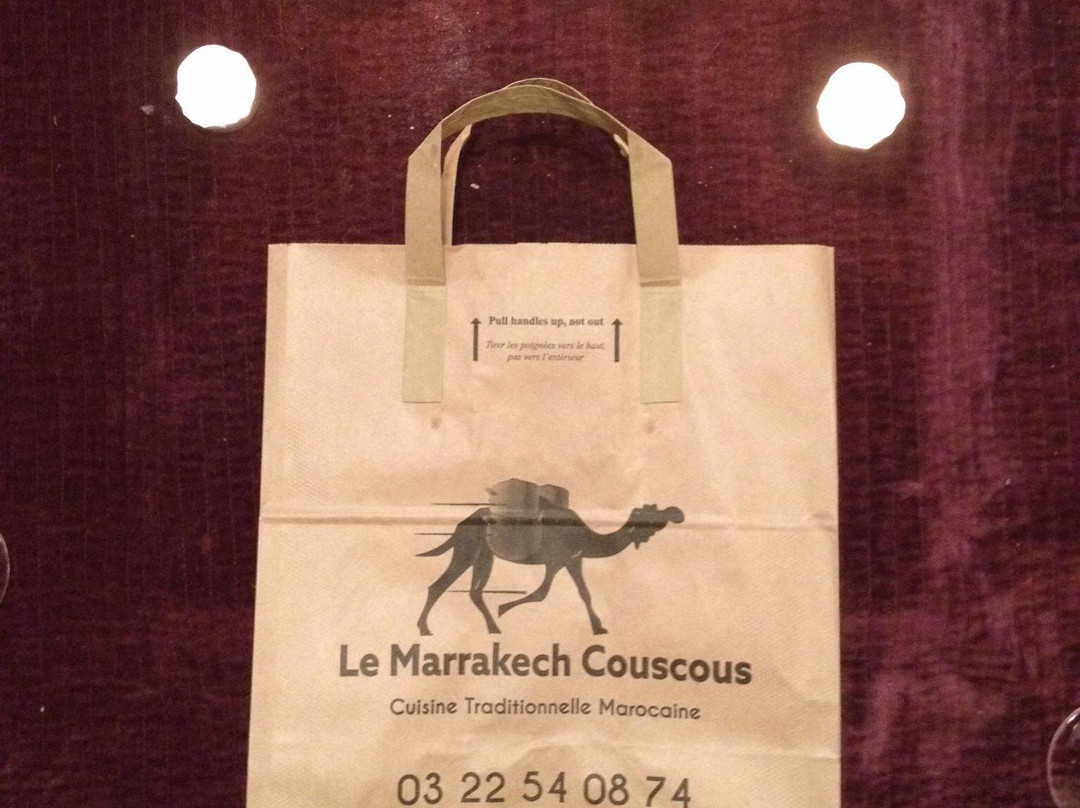 Pull handles up, not out
Tirer les poignées vers le haut,
pas vers l'extérieur
Le Marrakech Couscous
Cuisine Traditionnelle Marocaine
03 22 54 08 74